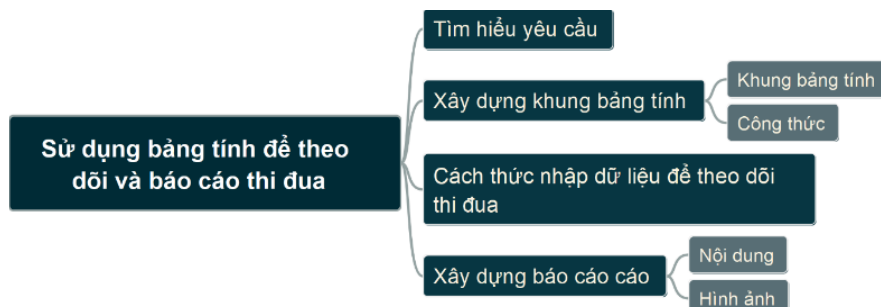 Tìm hiểu yêu cầu
Khung bảng tính
Xây dựng khung bảng tính
Công thức
Sử dụng bảng tính để theo
dõi và báo cáo thi đua
Cách thức nhập dữ liệu để theo dõi
thi đua
Nội dung
Xây dựng báo cáo cáo
Hình ảnh